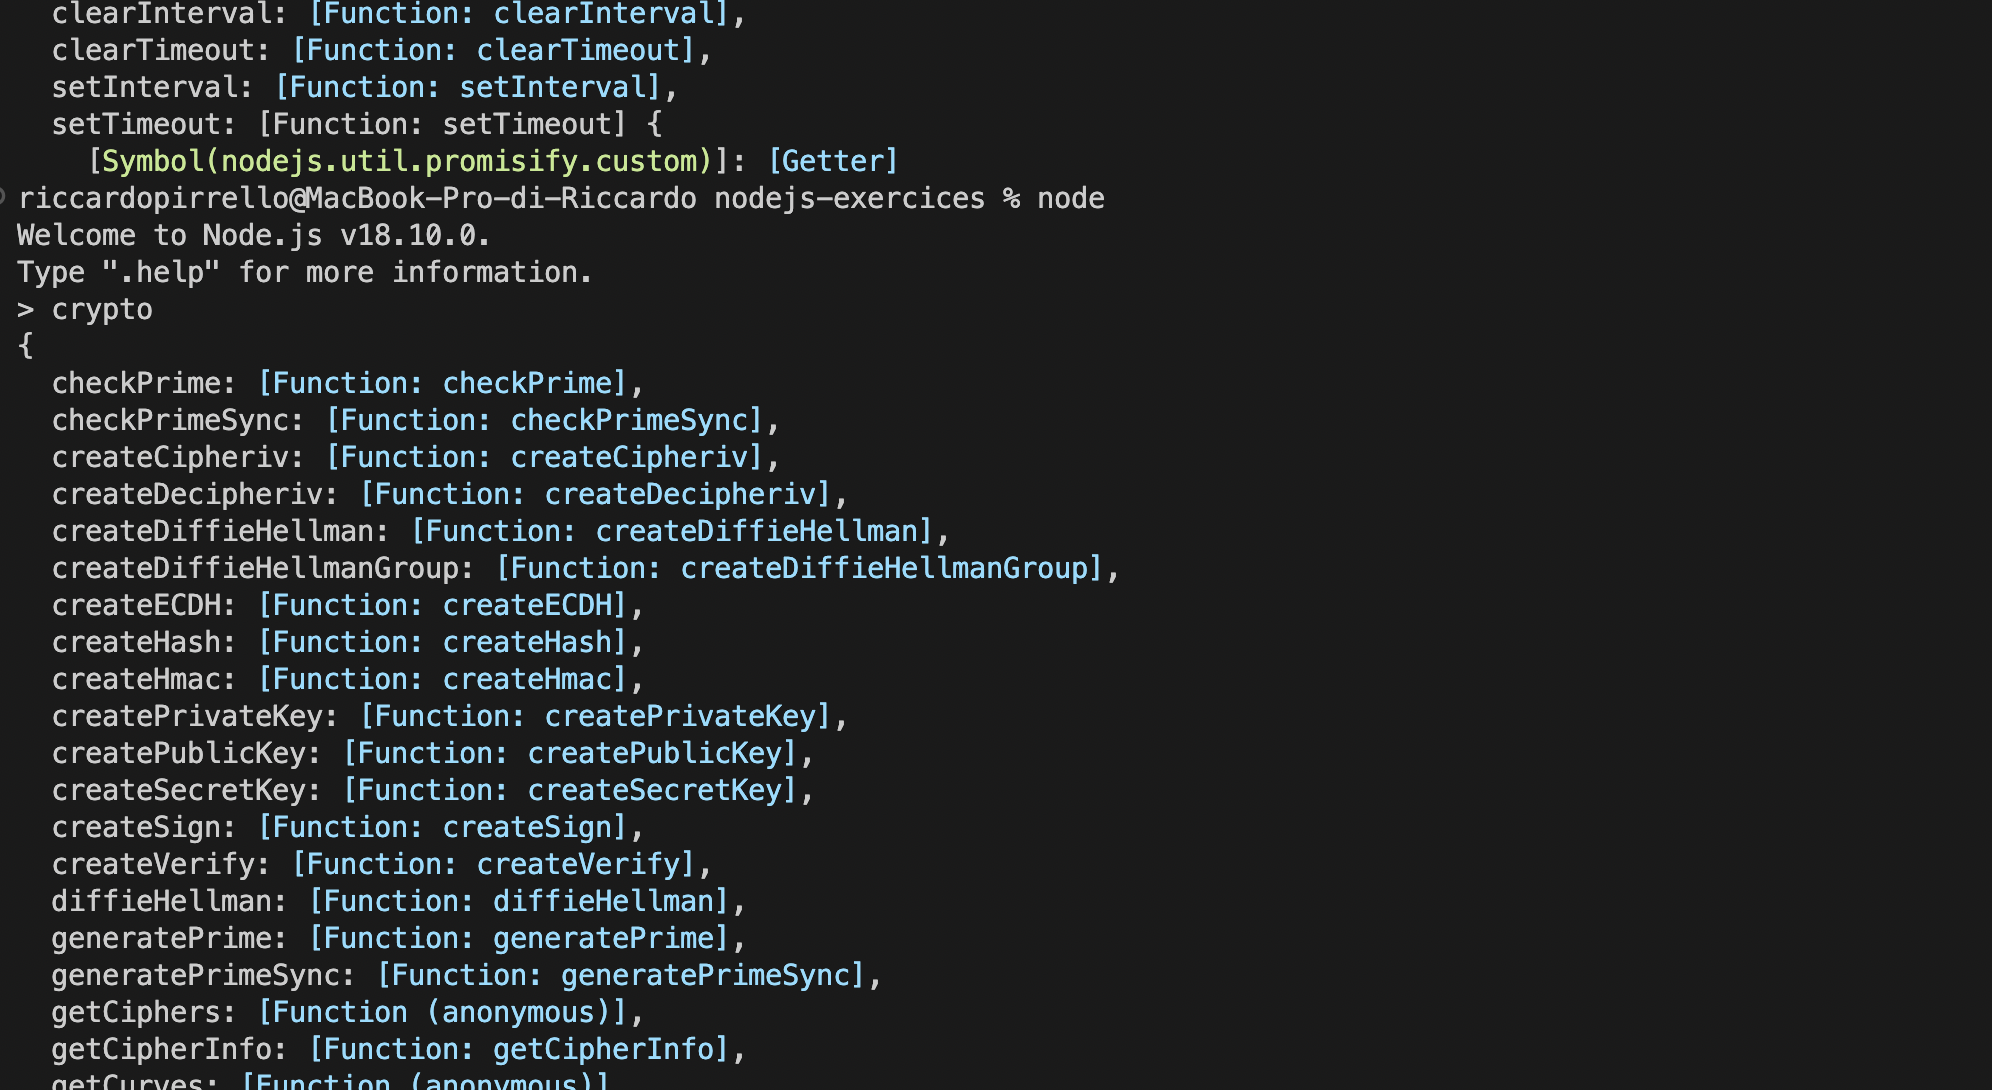 clearInterval: [Function: clearInterval],
clearTimeout: [Function: clearTimeout],
setInterval: [Function: setInterval],
setTimeout: [Function: setTimeout] {
[Symbol(nodejs.util.promisify.custom)]: [Getter]
riccardopirrello@MacBook-Pro-di-Riccardo nodejs-exercices % node
Welcome to Node.js v18.10.0.
Type ".help" for more information.
> crypto
{
checkPrime: [Function: checkPrime],
checkPrimeSync: [Function: checkPrimeSync],
createCipheriv: [Function: createCipheriv],
createDecipheriv: [Function: createDecipheriv],
createDiffieHellman: [Function: createDiffieHellman],
createDiffieHellmanGroup: [Function: createDiffieHellmanGroup],
createECDH: [Function: createECDH],
createHash: [Function: createHash],
createHmac: [Function: createHmac],
createPrivateKey: [Function: createPrivateKey],
createPublicKey: [Function: createPublicKey],
createSecretKey: [Function: createSecretKey],
createSign: [Function: createSign],
createVerify: [Function: createVerify],
diffieHellman: [Function: diffieHellman],
generatePrime: [Function: generatePrime],
generatePrimeSync: [Function: generatePrimeSync],
getCiphers: [Function (anonymous)],
getCipherInfo: [Function: getCipherInfo],
getCurves: [Function (anonymous)]